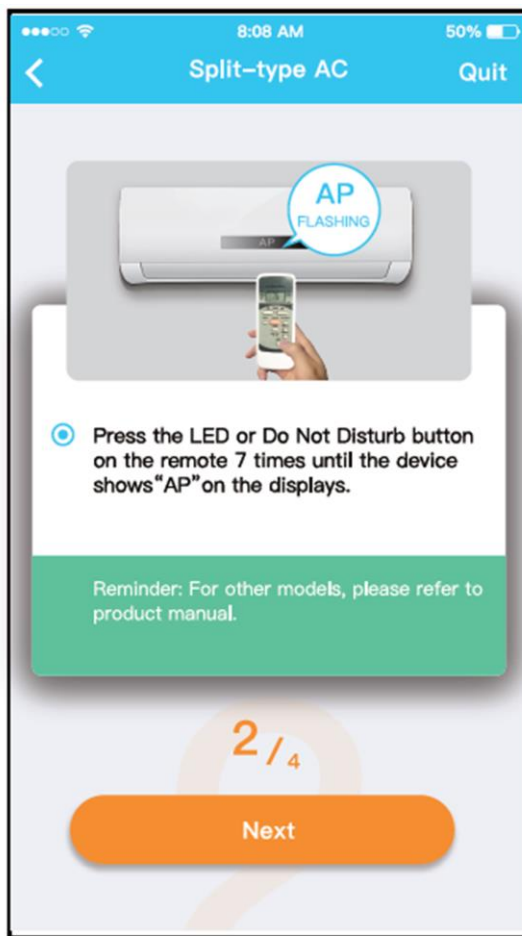 8:08 AM
50%
Split-type AC
Quit
AP
FLASHING
AP
Press the LED or Do Not Disturb button
on the remote 7 times until the device
shows“AP”on the displays.
Reminder: For other models, please refer to
product manual.
2/4
Next